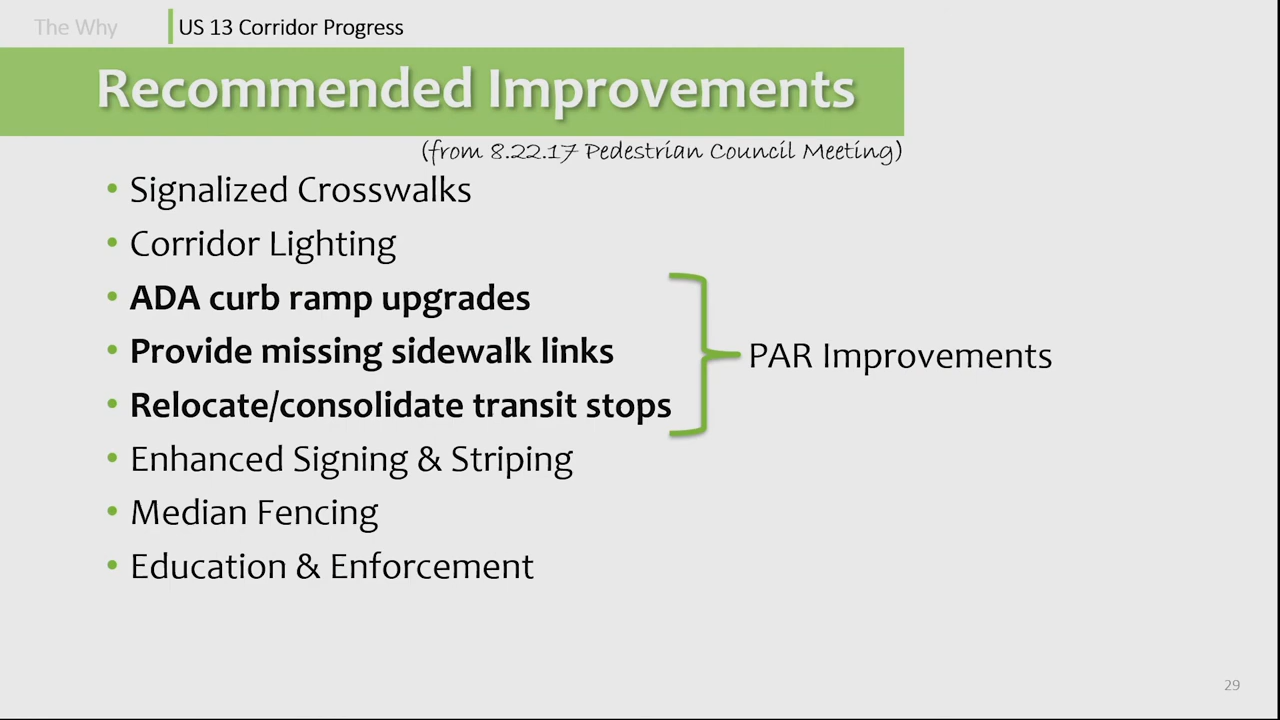 The Why
US 13 Corridor Progress
Recommended Improvements
(from 8.22.17 Pedestrian Council Meeting)
• Signalized Crosswalks
• Corridor Lighting
• ADA curb ramp upgrades
• Provide missing sidewalk links
• Relocate/consolidate transit stops
PAR Improvements
• Enhanced Signing & Striping
• Median Fencing
• Education & Enforcement
29